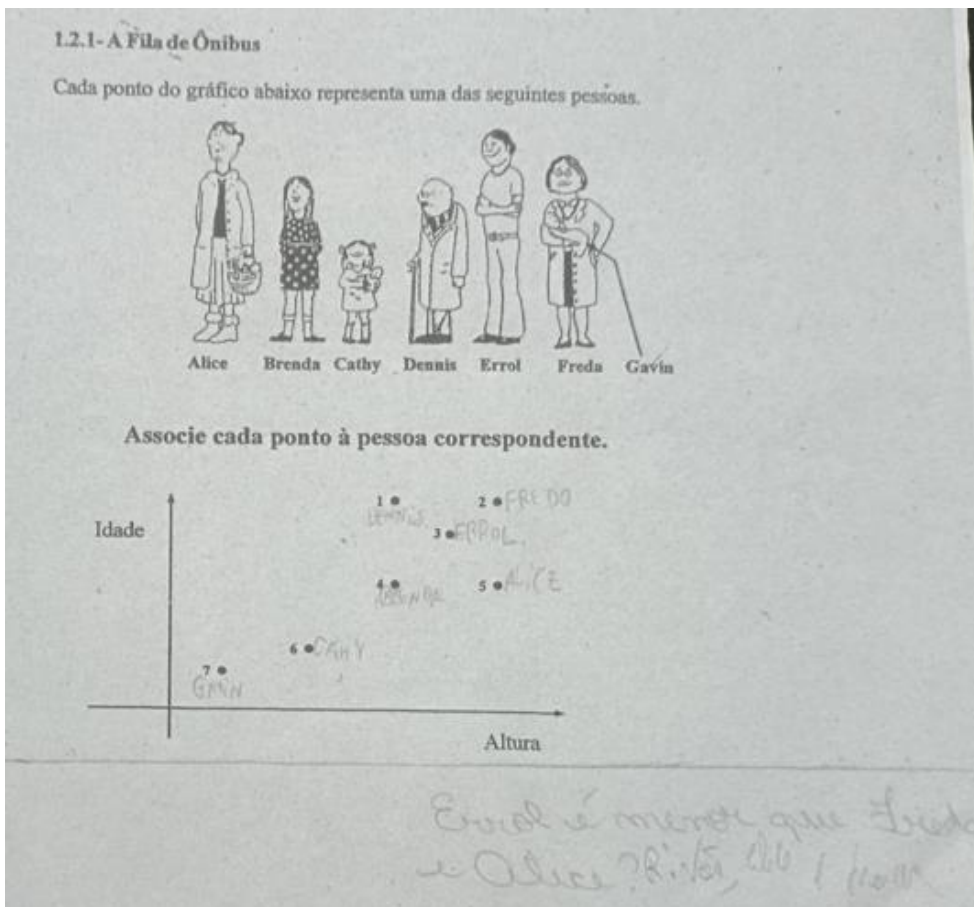 1.2.1- A Fila de Ônibus
Cada ponto do gráfico abaixo representa uma das seguintes pessoas.
Alice Brenda Cathy Dennis Errol Freda Gavin
Associe cada ponto à pessoa correspondente.
Idade
1 2 FREDO
DENNIS
3 ERROL
4 5 ALICE
BRENDA
6 CAHY
7
GAVIN
Altura
Errol é menor que Freda
e Alice?